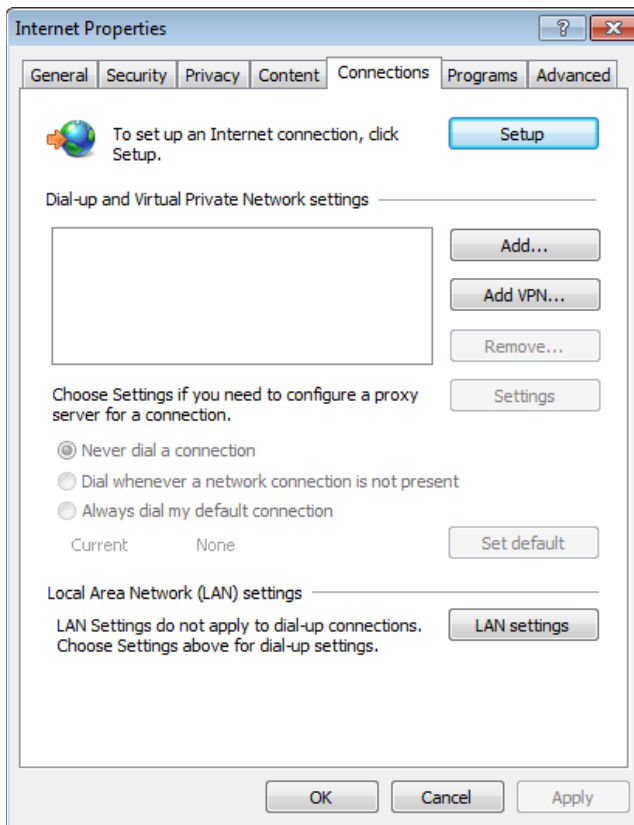 Internet Properties
?
General Security Privacy Content Connections Programs Advanced
To set up an Internet connection, click
Setup.
Setup
Dial-up and Virtual Private Network settings
Add...
Add VPN...
Remove...
Choose Settings if you need to configure a proxy
server for a connection.
Settings
Never dial a connection
Dial whenever a network connection is not present
Always dial my default connection
Current None
Set default
Local Area Network (LAN) settings
LAN Settings do not apply to dial-up connections.
Choose Settings above for dial-up settings.
LAN settings
OK Cancel Apply